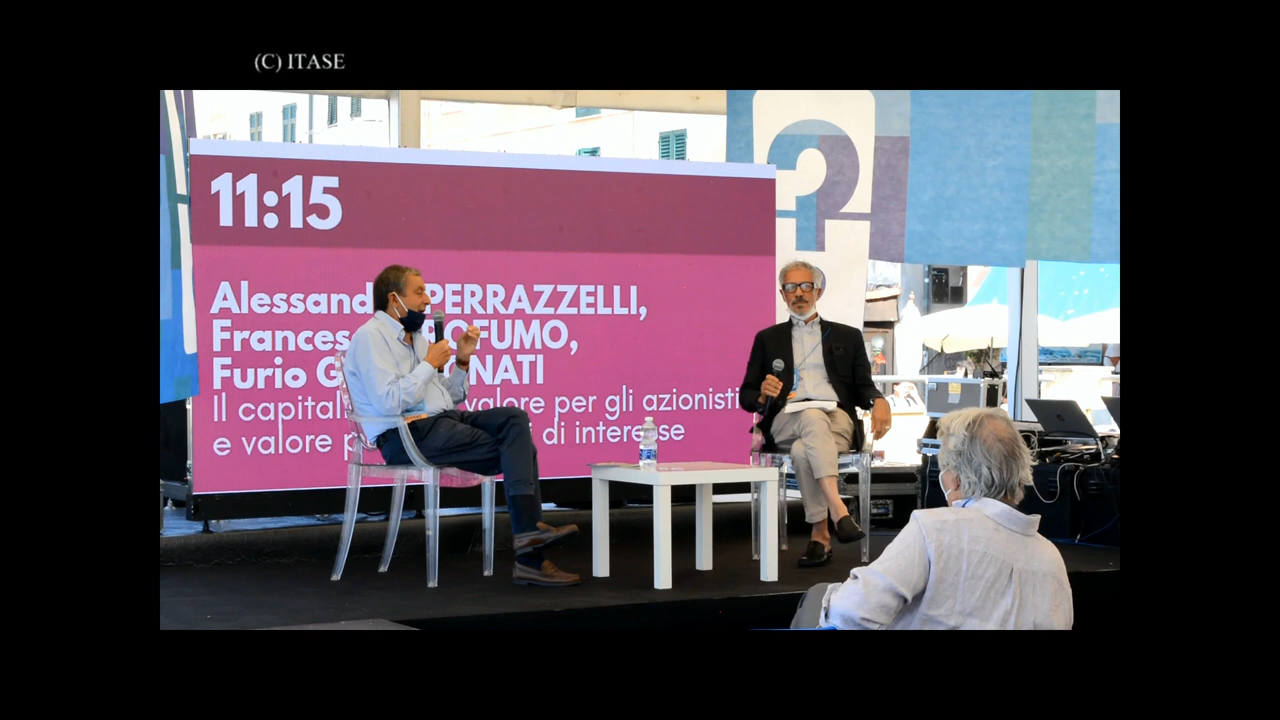 (C) ITASE
11:15
Alessand PERRAZZELLI,
Frances OFUMO,
Furio G NATI
Il capital valore per gli azionisti
e valore p di interesse